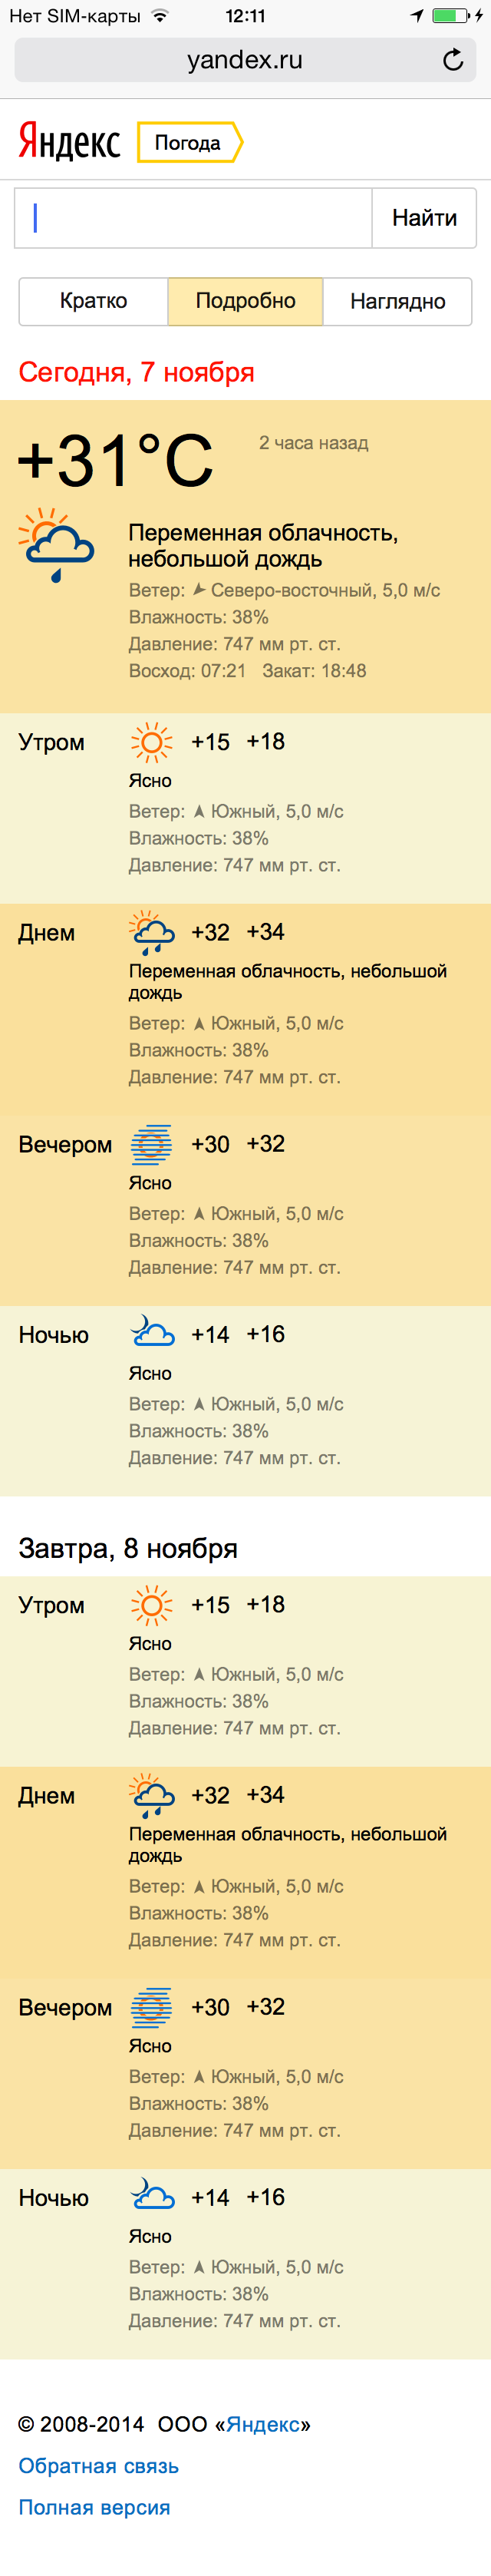 Нет SIM-карты 12:11
yandex.ru
Яндекс Погода
Найти
Кратко Подробно Наглядно
Сегодня, 7 ноября
+31°C 2 часа назад
Переменная облачность,
небольшой дождь
Ветер: Северо-восточный, 5,0 м/с
Влажность: 38%
Давление: 747 мм рт. ст.
Восход: 07:21 Закат: 18:48
Утром +15 +18
Ясно
Ветер: Южный, 5,0 м/с
Влажность: 38%
Давление: 747 мм рт. ст.
Днем +32 +34
Переменная облачность, небольшой
дождь
Ветер: Южный, 5,0 м/с
Влажность: 38%
Давление: 747 мм рт. ст.
Вечером +30 +32
Ясно
Ветер: Южный, 5,0 м/с
Влажность: 38%
Давление: 747 мм рт. ст.
Ночью +14 +16
Ясно
Ветер: Южный, 5,0 м/с
Влажность: 38%
Давление: 747 мм рт. ст.
Завтра, 8 ноября
Утром +15 +18
Ясно
Ветер: Южный, 5,0 м/с
Влажность: 38%
Давление: 747 мм рт. ст.
Днем +32 +34
Переменная облачность, небольшой
дождь
Ветер: Южный, 5,0 м/с
Влажность: 38%
Давление: 747 мм рт. ст.
Вечером +30 +32
Ясно
Ветер: Южный, 5,0 м/с
Влажность: 38%
Давление: 747 мм рт. ст.
Ночью +14 +16
Ясно
Ветер: Южный, 5,0 м/с
Влажность: 38%
Давление: 747 мм рт. ст.
© 2008-2014 ООО «Яндекс»
Обратная связь
Полная версия